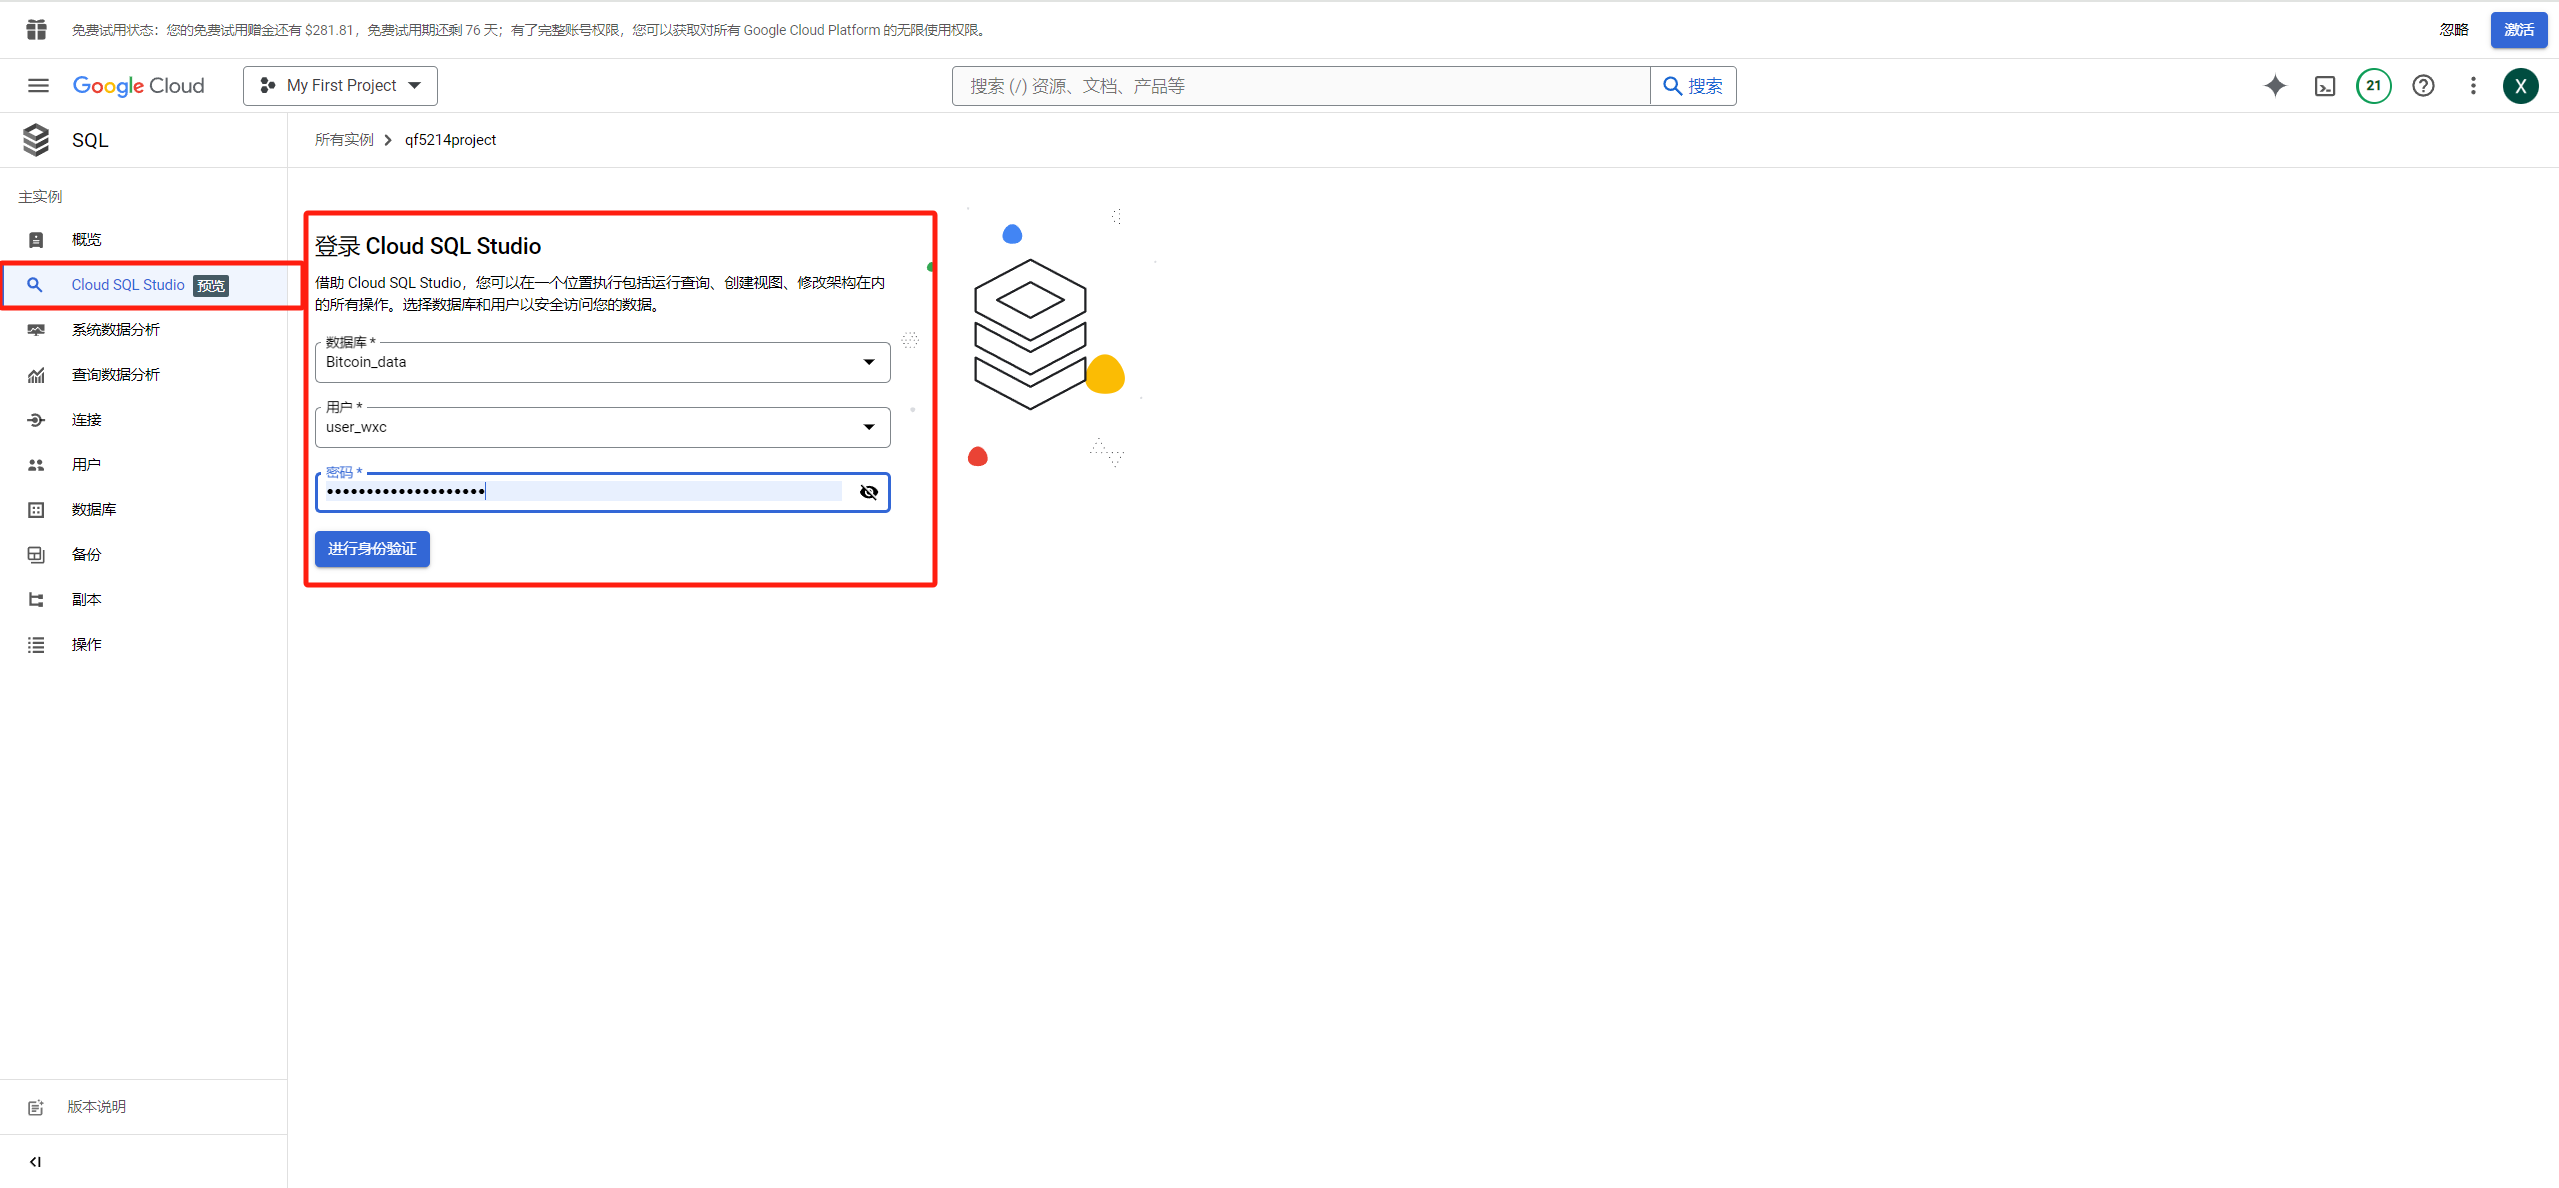 免费试用状态：您的免费试用赠金还有 $281.81，免费试用期还剩 76 天；有了完整账号权限，您可以获取对所有 Google Cloud Platform 的无限使用权限。
忽略
激活
Google Cloud
My First Project
搜索 (/) 资源、文档、产品等
搜索
21
X
SQL
所有实例
qf5214project
主实例
概览
Cloud SQL Studio 预览
系统数据分析
查询数据分析
连接
用户
数据库
备份
副本
操作
登录 Cloud SQL Studio
借助 Cloud SQL Studio，您可以在一个位置执行包括运行查询、创建视图、修改架构在内
的所有操作。选择数据库和用户以安全访问您的数据。
数据库 *
Bitcoin_data
用户 *
user_wxc
密码 *
进行身份验证
版本说明